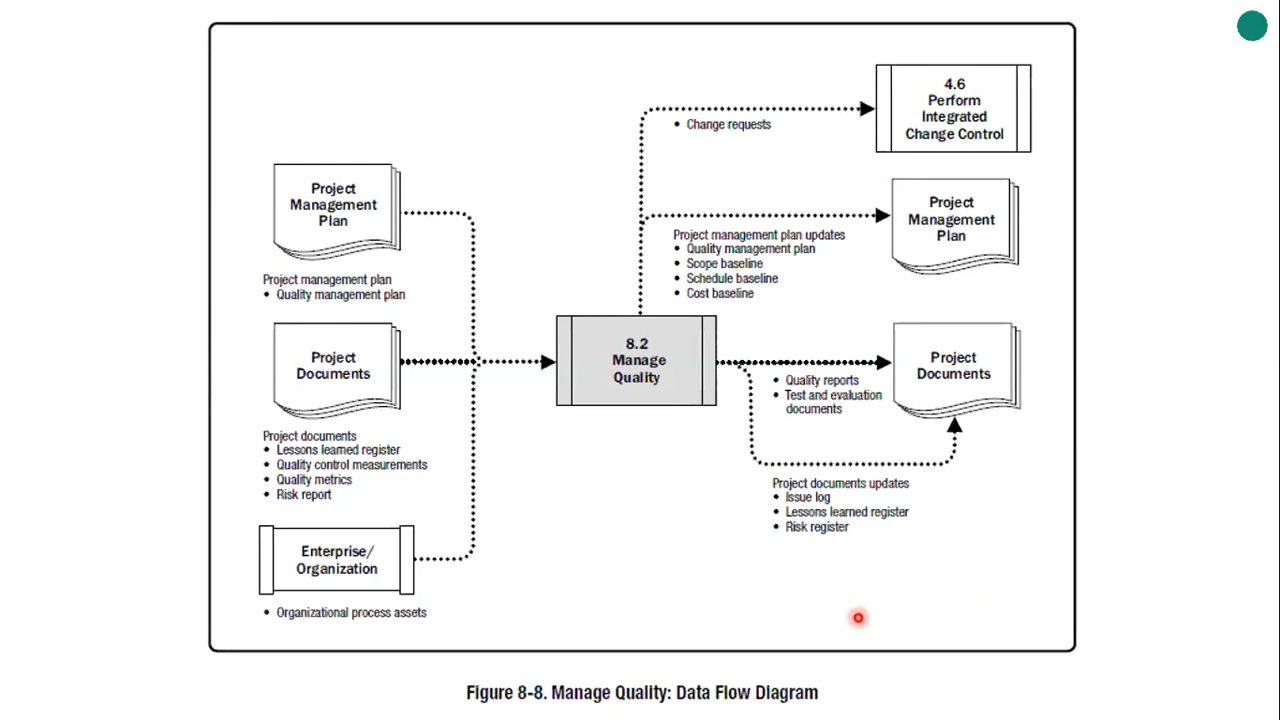 4.6
Perform
Integrated
Change Control
• Change requests
Project
Management
Plan
Project
Management
Plan
Project management plan updates
• Quality management plan
• Scope baseline
• Schedule baseline
• Cost baseline
Project management plan
• Quality management plan
8.2
Manage
Quality
Project
Documents
Project
Documents
• Quality reports
• Test and evaluation
documents
Project documents
• Lessons learned register
• Quality control measurements
• Quality metrics
• Risk report
Project documents updates
• Issue log
• Lessons learned register
• Risk register
Enterprise/
Organization
• Organizational process assets
Figure 8-8. Manage Quality: Data Flow Diagram